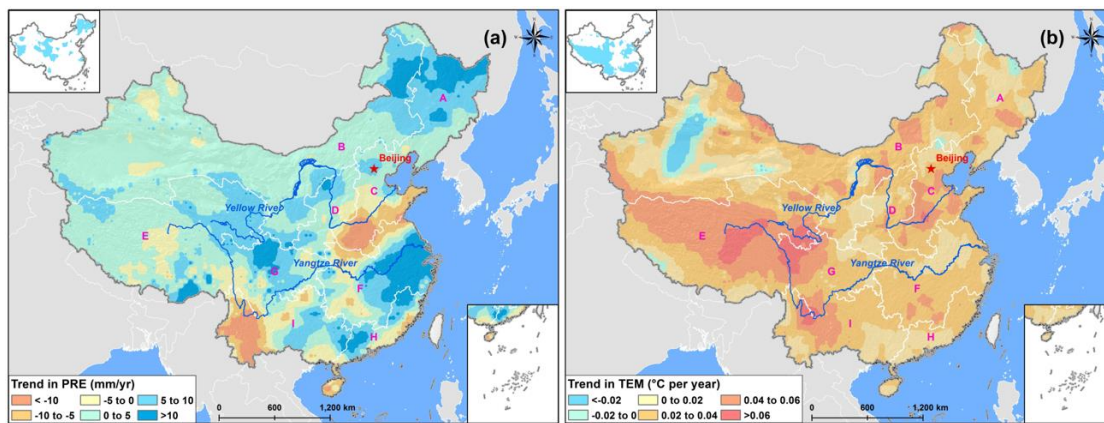 (a)
A
B
Beijing
C
Yellow River
D
E
G
Yangtze River
F
I
H
Trend in PRE (mm/yr)
< -10 -5 to 0 5 to 10
-10 to -5 0 to 5 >10
0 600 1,200 km
(b)
A
B
Beijing
C
Yellow River
D
E
Yangtze River
G
F
I
H
Trend in TEM (°C per year)
<-0.02 0 to 0.02 0.04 to 0.06
-0.02 to 0 0.02 to 0.04 >0.06
0 600 1,200 km